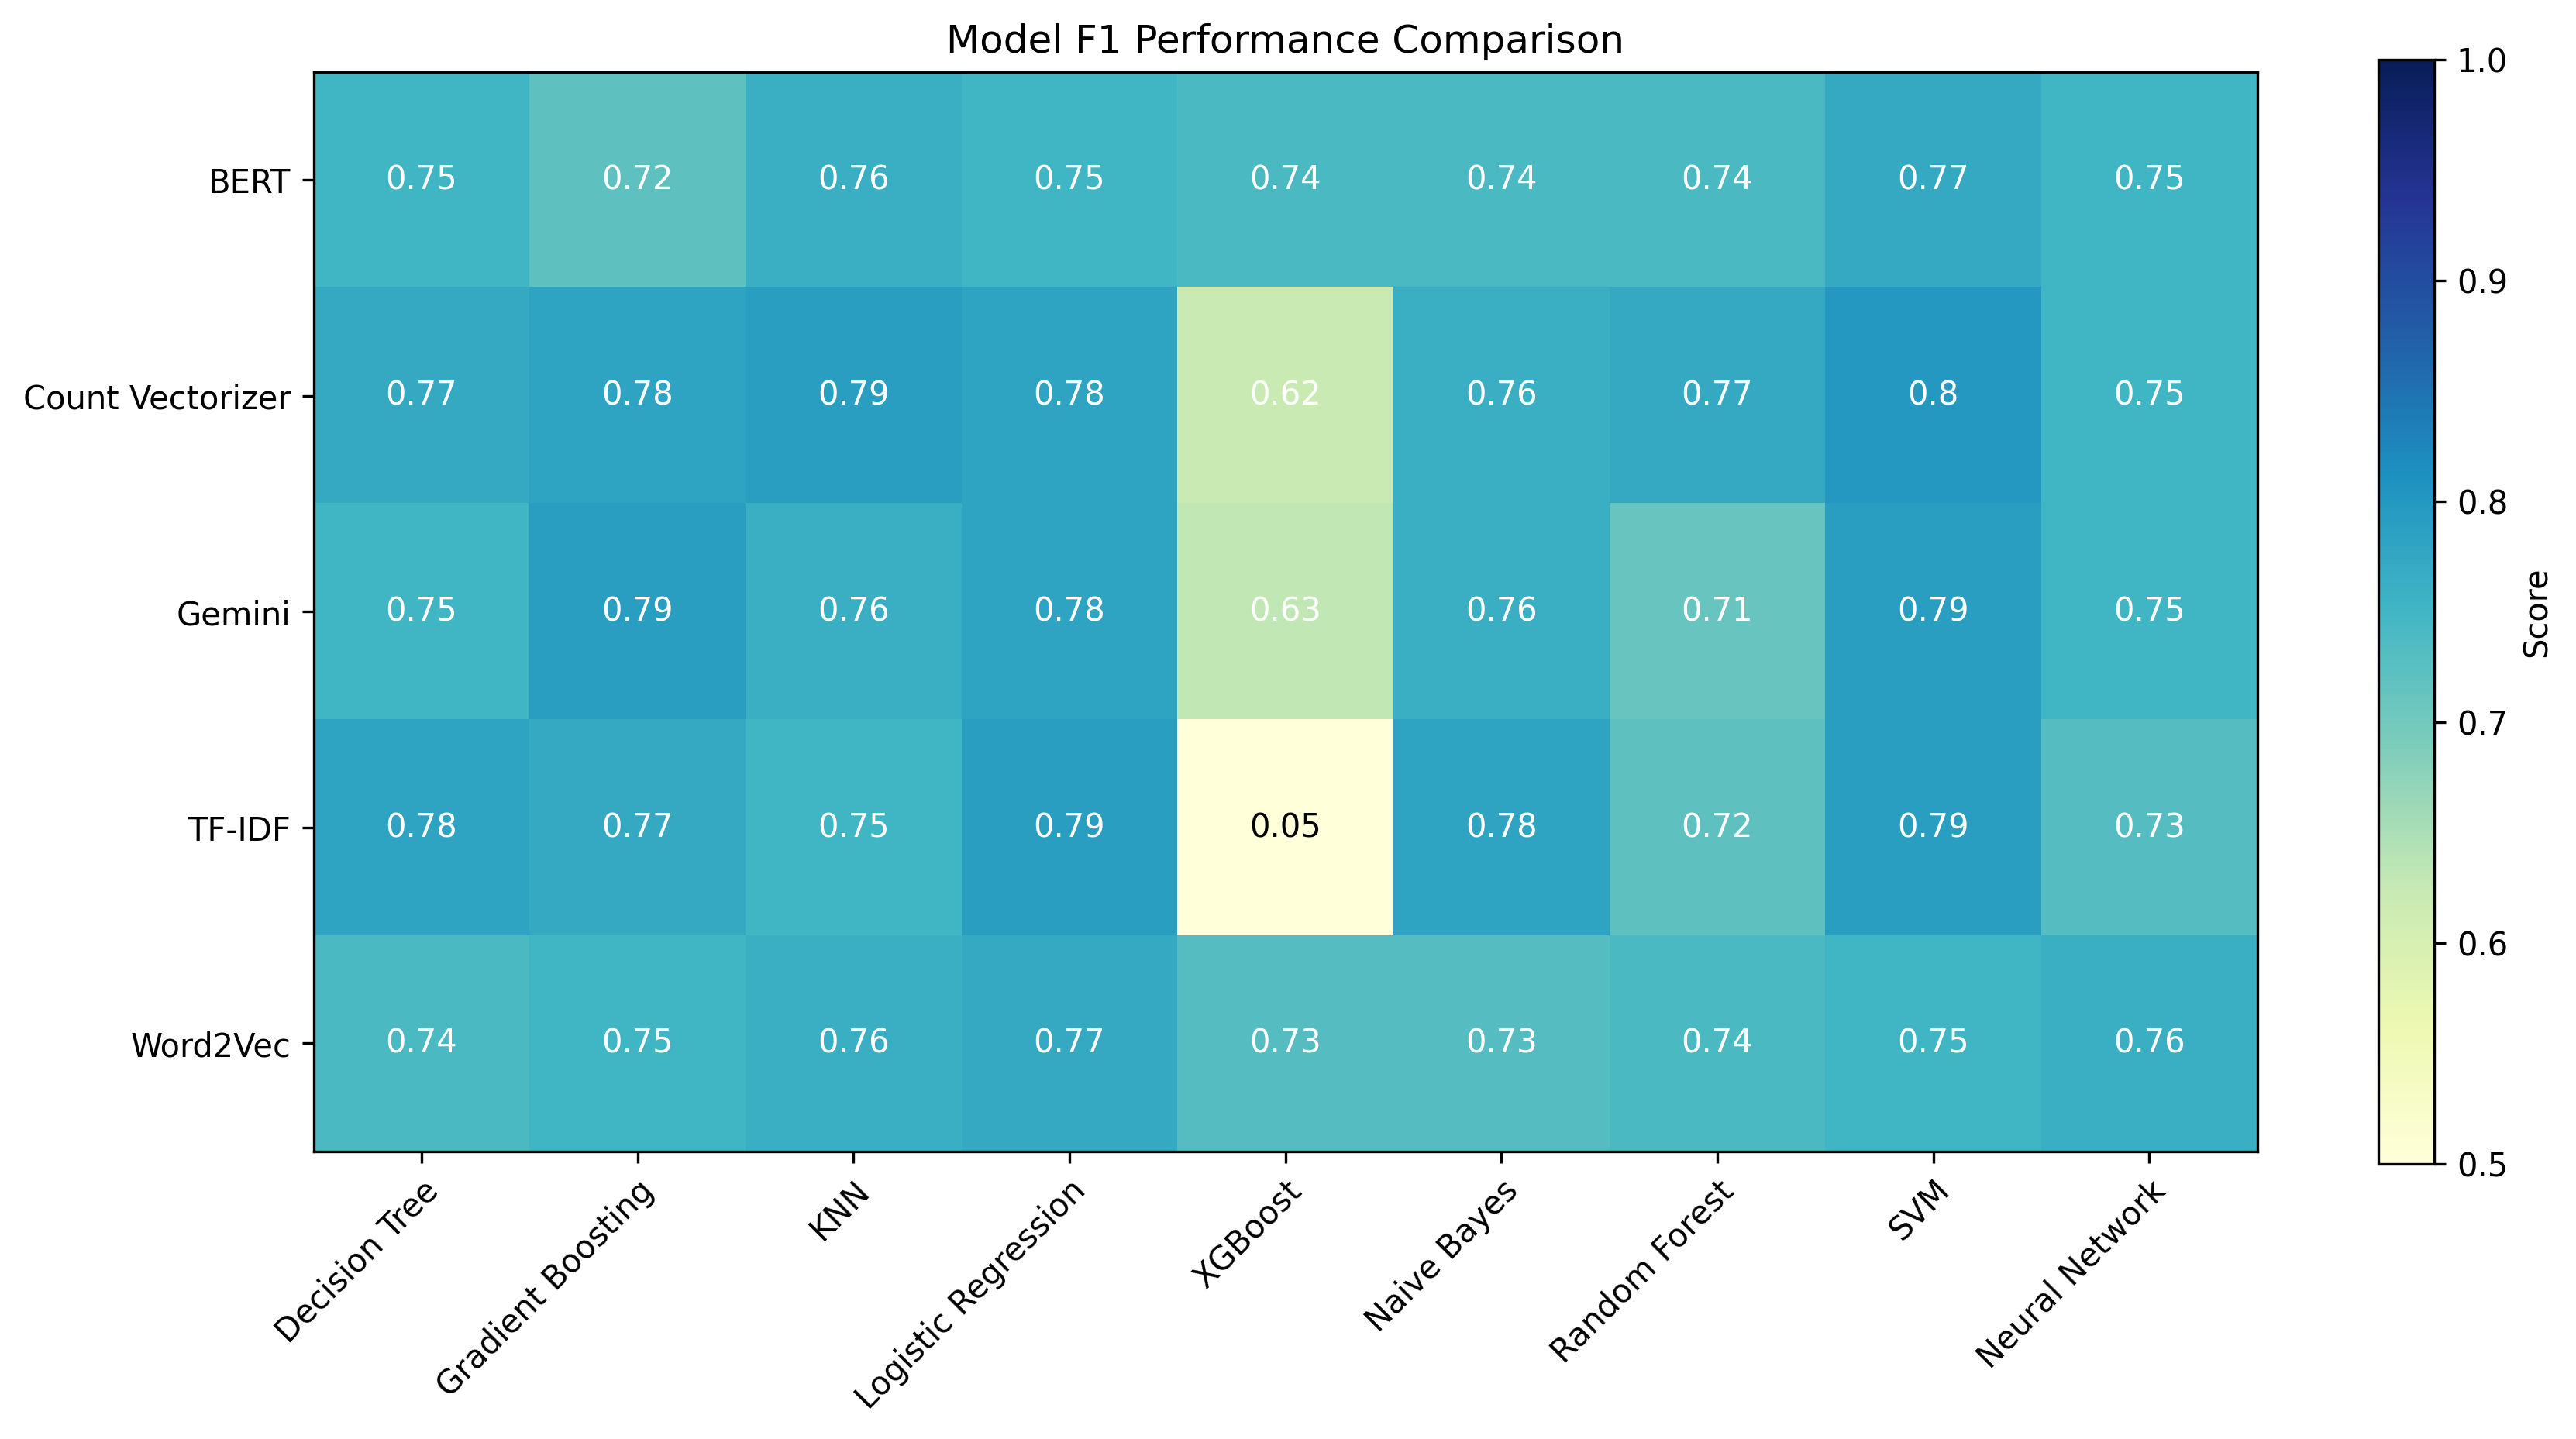 Model F1 Performance Comparison
BERT 0.75 0.72 0.76 0.75 0.74 0.74 0.74 0.77 0.75
Count Vectorizer 0.77 0.78 0.79 0.78 0.62 0.76 0.77 0.8 0.75
Gemini 0.75 0.79 0.76 0.78 0.63 0.76 0.71 0.79 0.75
TF-IDF 0.78 0.77 0.75 0.79 0.05 0.78 0.72 0.79 0.73
Word2Vec 0.74 0.75 0.76 0.77 0.73 0.73 0.74 0.75 0.76
Decision Tree
Gradient Boosting
KNN
Logistic Regression
XGBoost
Naive Bayes
Random Forest
SVM
Neural Network
1.0
0.9
0.8
0.7
0.6
0.5
Score